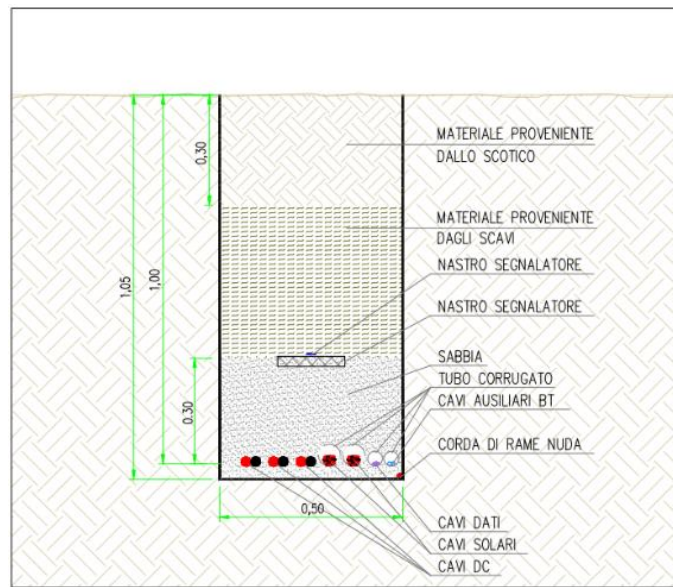 0,30
1,05
1,00
0.30
0,50
MATERIALE PROVENIENTE
DALLO SCOTICO
MATERIALE PROVENIENTE
DAGLI SCAVI
NASTRO SEGNALATORE
NASTRO SEGNALATORE
SABBIA
TUBO CORRUGATO
CAVI AUSILIARI BT
CORDA DI RAME NUDA
CAVI DATI
CAVI SOLARI
CAVI DC